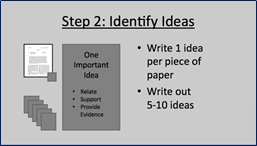 Step 2: Identify Ideas
One
Important
Idea
• Relate
• Support
• Provide
Evidence
• Write 1 idea
per piece of
paper
• Write out
5-10 ideas